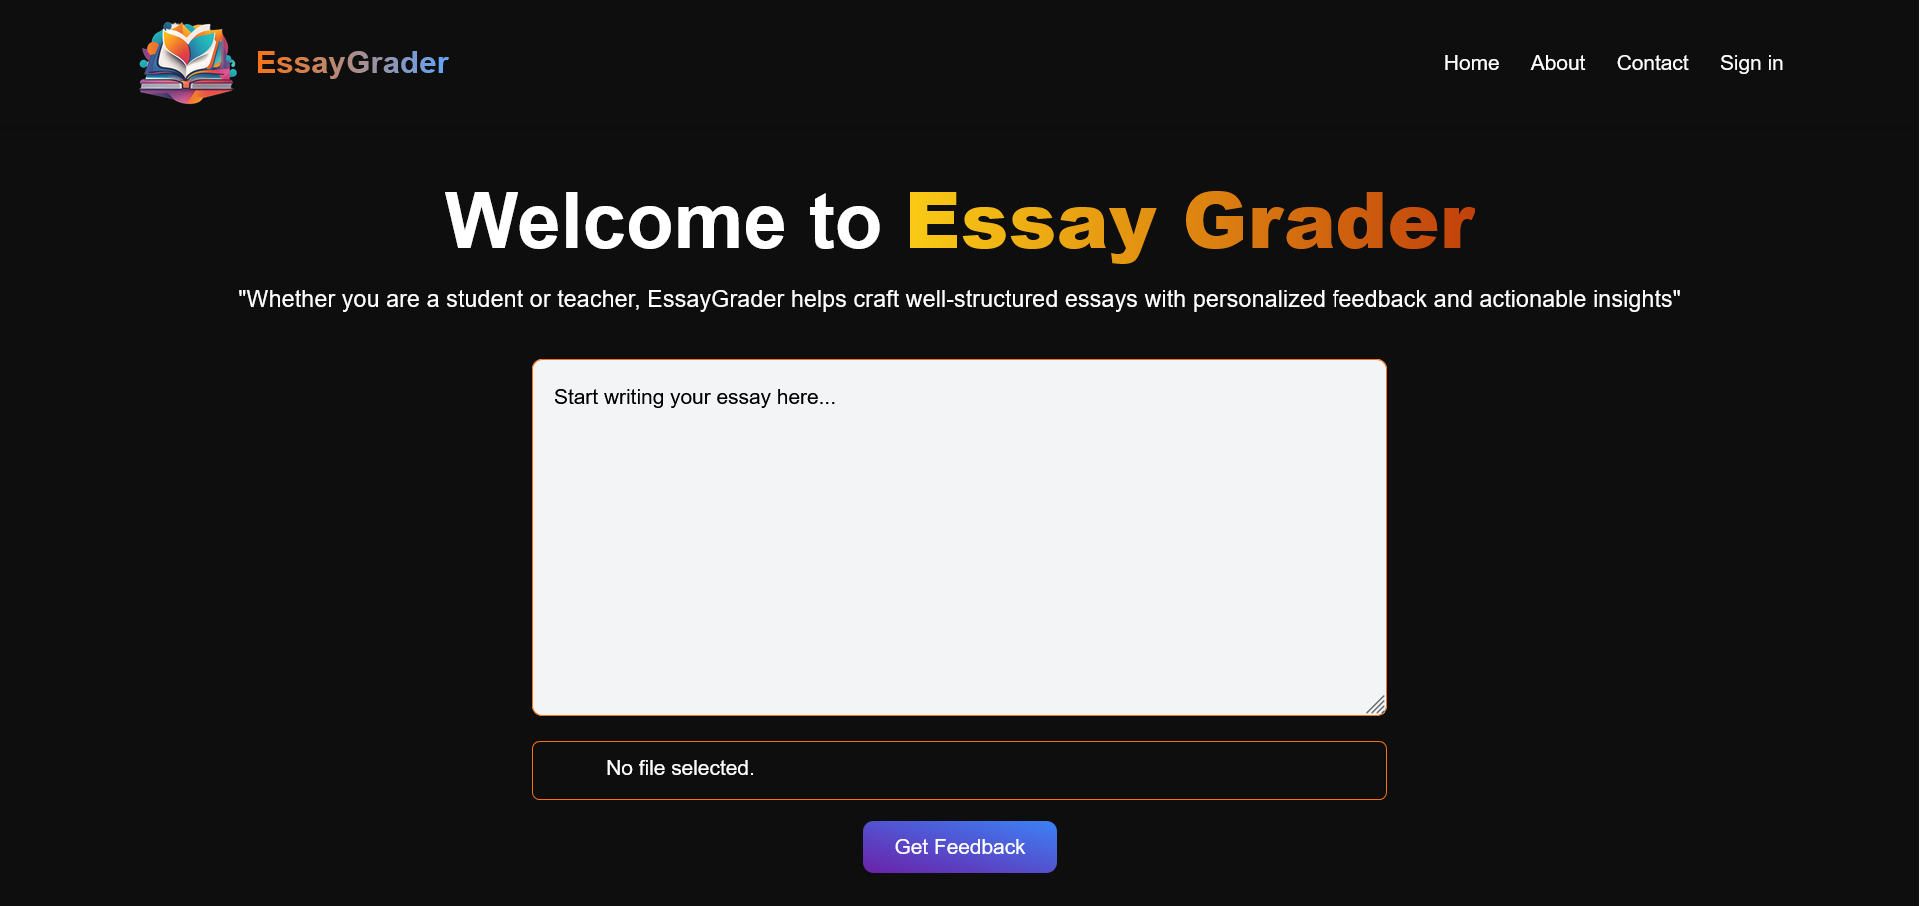 EssayGrader
Home About Contact Sign in
Welcome to Essay Grader
"Whether you are a student or teacher, EssayGrader helps craft well-structured essays with personalized feedback and actionable insights"
Start writing your essay here...
No file selected.
Get Feedback